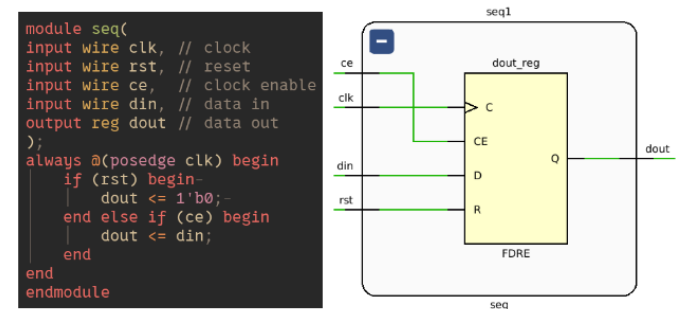 module seq(
input wire clk, // clock
input wire rst, // reset
input wire ce,  // clock enable
input wire din, // data in
output reg dout // data out
);
always @(posedge clk) begin
    if (rst) begin-
        dout <= 1'b0;-
    end else if (ce) begin
        dout <= din;
    end
end
endmodule
seq1
dout_reg
ce
clk
C
CE
din
D
Q
dout
rst
R
FDRE
seq